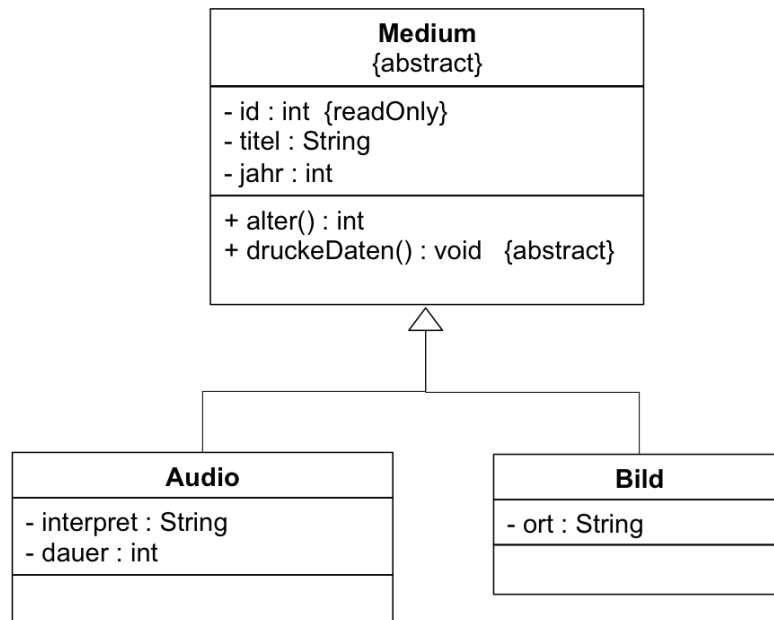 Medium
{abstract}
- id : int {readOnly}
- titel : String
- jahr : int
+ alter() : int
+ druckeDaten() : void {abstract}
Audio
- interpret : String
- dauer : int
Bild
- ort : String